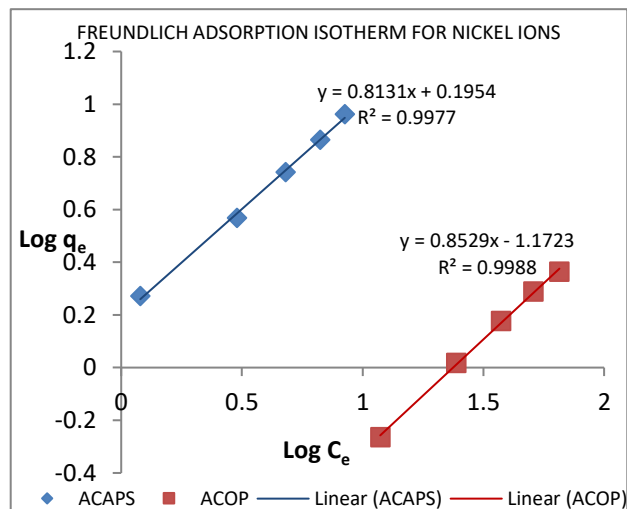 FREUNDLICH ADSORPTION ISOTHERM FOR NICKEL IONS
1.2
y = 0.8131x + 0.1954
R² = 0.9977
1
0.8
0.6
Log qₑ
y = 0.8529x - 1.1723
R² = 0.9988
0.4
0.2
0
0 0.5 1 1.5 2
-0.2
Log Cₑ
-0.4
ACAPS ACOP Linear (ACAPS) Linear (ACOP)